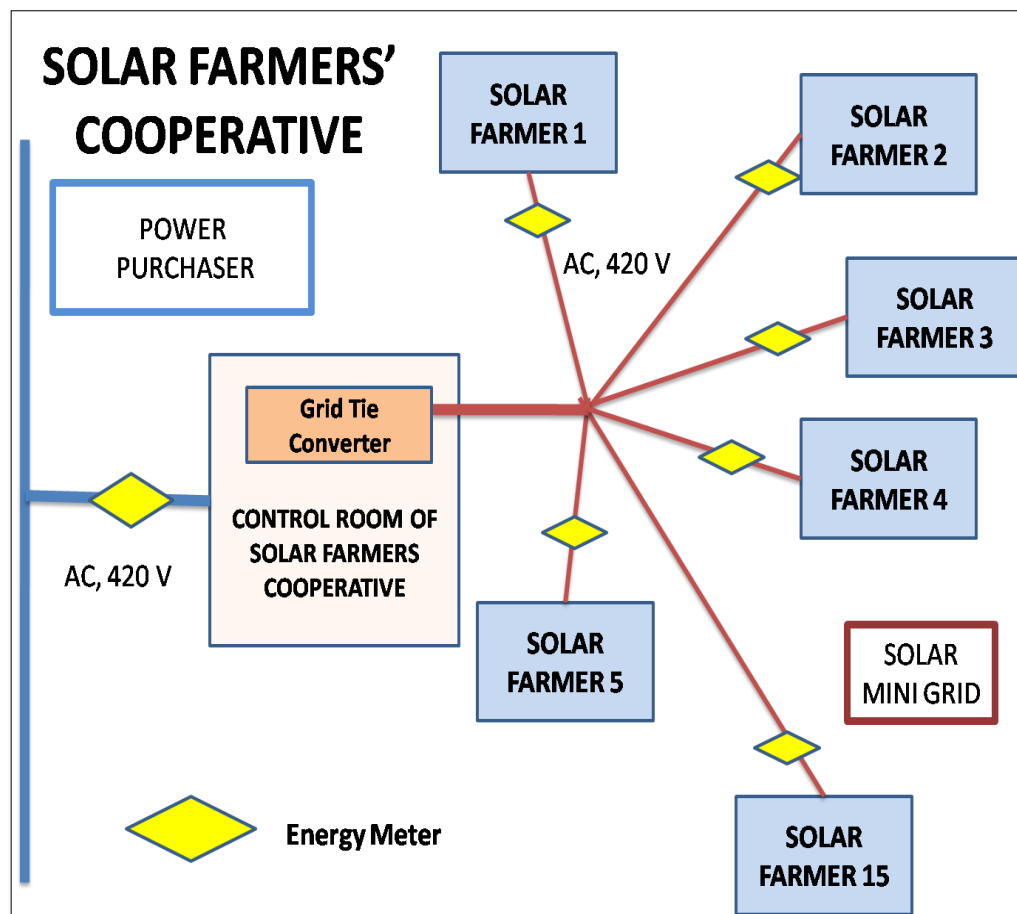 SOLAR FARMERS'
COOPERATIVE
POWER
PURCHASER
SOLAR
FARMER 1
SOLAR
FARMER 2
AC, 420 V
SOLAR
FARMER 3
Grid Tie
Converter
SOLAR
FARMER 4
CONTROL ROOM OF
SOLAR FARMERS
COOPERATIVE
AC, 420 V
SOLAR
FARMER 5
SOLAR
MINI GRID
Energy Meter
SOLAR
FARMER 15